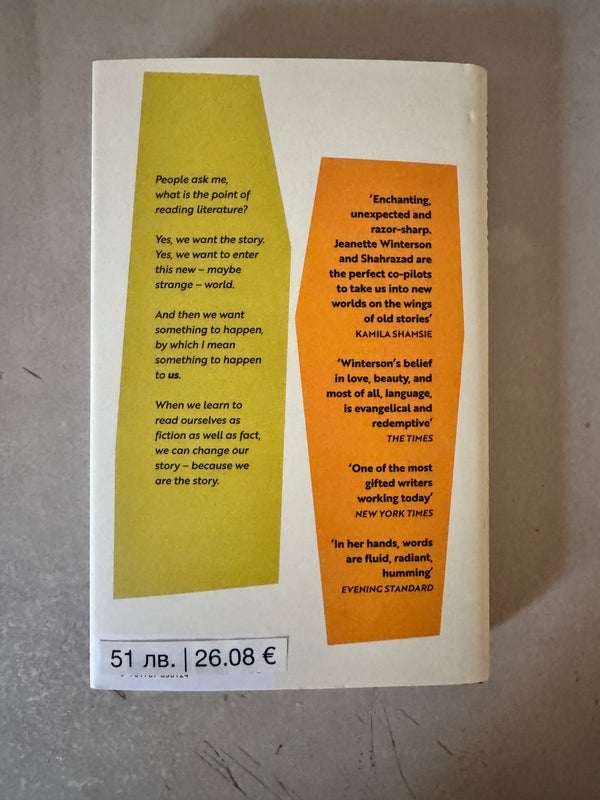 People ask me,
what is the point of
reading literature?
Yes, we want the story.
Yes, we want to enter
this new – maybe
strange – world.
And then we want
something to happen,
by which I mean
something to happen
to us.
When we learn to
read ourselves as
fiction as well as fact,
we can change our
story – because we
are the story.
‘Enchanting,
unexpected and
razor-sharp.
Jeanette Winterson
and Shahrazad are
the perfect co-pilots
to take us into new
worlds on the wings
of old stories’
KAMILA SHAMSIE
‘Winterson’s belief
in love, beauty, and
most of all, language,
is evangelical and
redemptive’
THE TIMES
‘One of the most
gifted writers
working today’
NEW YORK TIMES
‘In her hands, words
are fluid, radiant,
humming’
EVENING STANDARD
51 лв. | 26.08 €